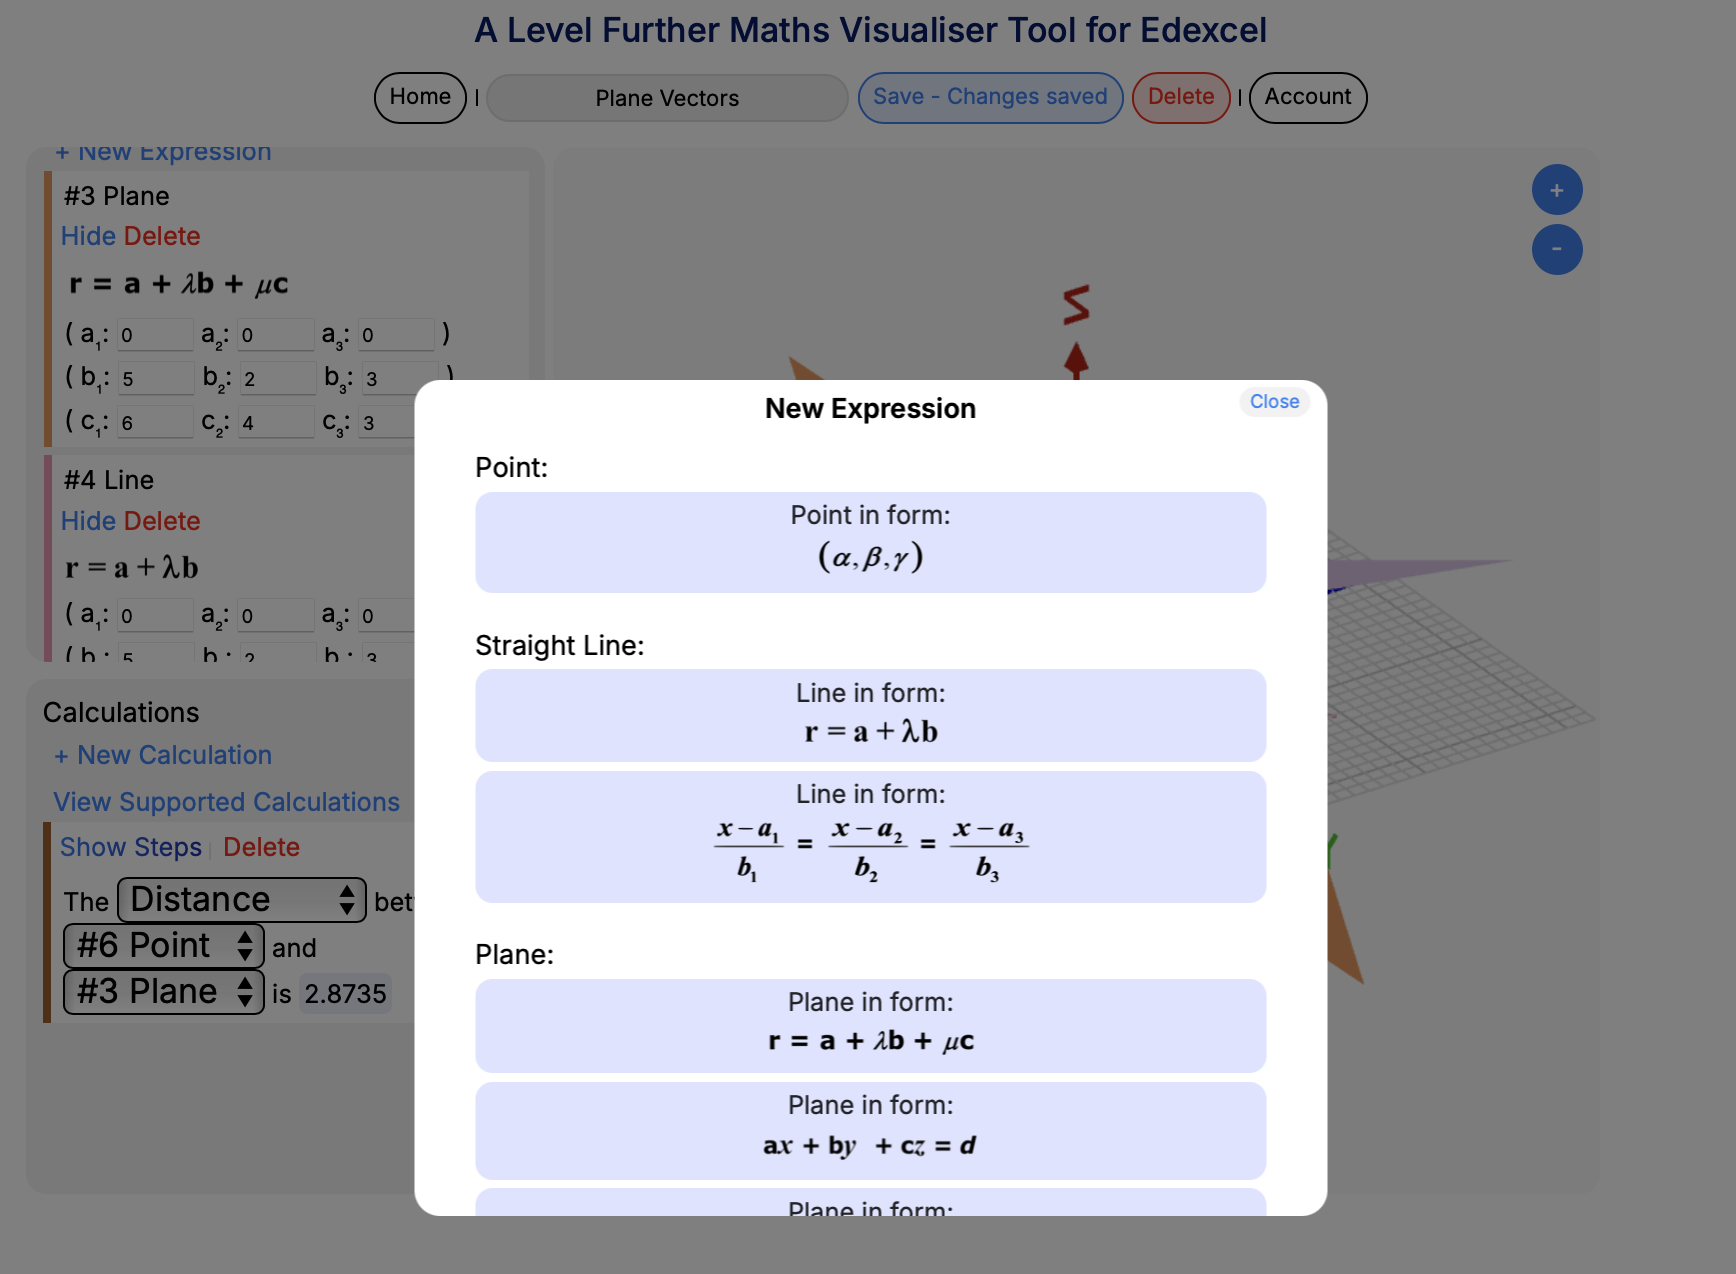 A Level Further Maths Visualiser Tool for Edexcel
Home | Plane Vectors Save - Changes saved Delete | Account
+ New Expression
#3 Plane
Hide Delete
r = a + λb + μc
( a₁: 0 a₂: 0 a₃: 0 )
( b₁: 5 b₂: 2 b₃: 3 )
( c₁: 6 c₂: 4 c₃: 3
#4 Line
Hide Delete
r = a + λb
( a₁: 0 a₂: 0 a₃: 0
( b : 5 b : 2 b : 3
Calculations
+ New Calculation
View Supported Calculations
Show Steps | Delete
The Distance bet
#6 Point and
#3 Plane is 2.8735
+
-
Z
Y
New Expression
Close
Point:
Point in form:
(α, β, γ)
Straight Line:
Line in form:
r = a + λb
Line in form:
x − a₁ / b₁ = x − a₂ / b₂ = x − a₃ / b₃
Plane:
Plane in form:
r = a + λb + μc
Plane in form:
ax + by + cz = d
Plane in form: